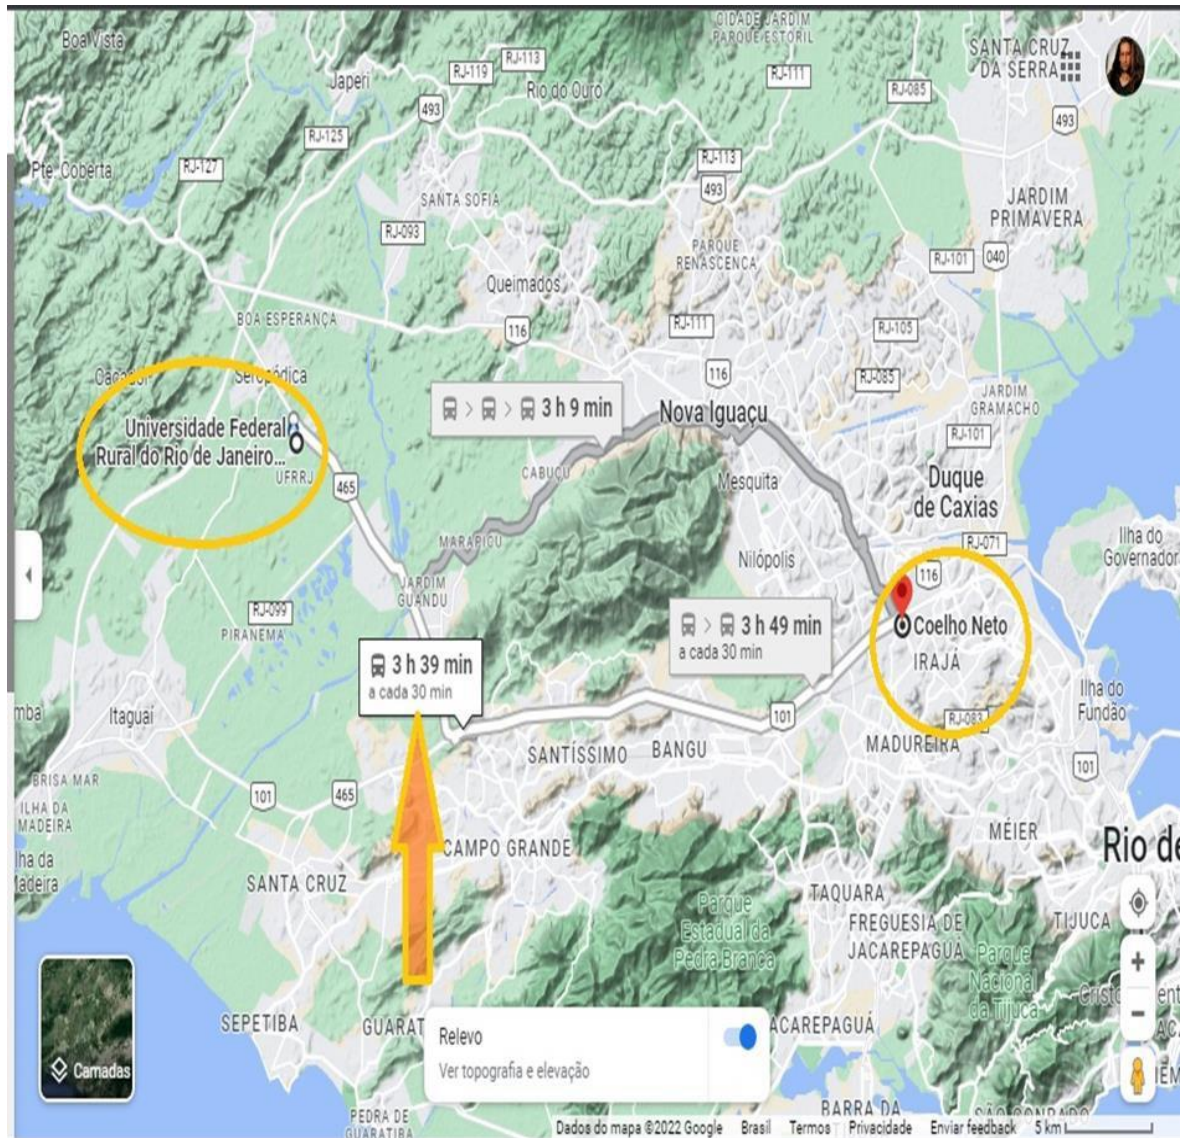 CIDADE JARDIM
PARQUE ESTORIL
Boa Vista
SANTA CRUZ
DA SERRA
RJ-113
RJ-119
RJ-111
Japeri
Rio do Ouro
RJ-085
493
493
RJ-125
RJ-127
Pte. Coberta
RJ-113
493
SANTA SOFIA
JARDIM
PRIMAVERA
RJ-093
PARQUE
RENASCENÇA
RJ-101
040
Queimados
BOA ESPERANÇA
116
RJ-111
RJ-105
116
RJ-085
Caçador
Seropédica
JARDIM
GRAMACHO
3 h 9 min
Nova Iguaçu
Universidade Federal
Rural do Rio de Janeiro...
UFRRJ
RJ-101
465
CABUÇU
Mesquita
Duque
de Caxias
MARAPICU
RJ-071
Ilha do
Governador
Nilópolis
JARDIM
GUANDU
116
RJ-099
PIRANEMA
3 h 49 min
a cada 30 min
Coelho Neto
IRAJÁ
3 h 39 min
a cada 30 min
Ilha do
Fundão
Itaguaí
101
RJ-083
SANTÍSSIMO
BANGU
MADUREIRA
101
BRISA MAR
101
465
ILHA DA
MADEIRA
MÉIER
Ilha da
Madeira
CAMPO GRANDE
Rio de
SANTA CRUZ
TAQUARA
Parque
Estadual da
Pedra Branca
FREGUESIA DE
JACAREPAGUÁ
TIJUCA
Parque
Nacional
da Tijuca
SEPETIBA
GUARAT
ACAREPAGUÁ
Relevo
Ver topografia e elevação
Camadas
PEDRA DE
GUARATIBA
BARRA DA
SÃO CONRADO
Dados do mapa ©2022 Google Brasil Termos Privacidade Enviar feedback 5 km